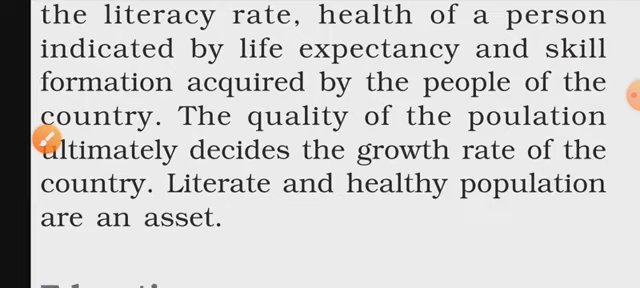 the literacy rate, health of a person
indicated by life expectancy and skill
formation acquired by the people of the
country. The quality of the poulation
ultimately decides the growth rate of the
country. Literate and healthy population
are an asset.